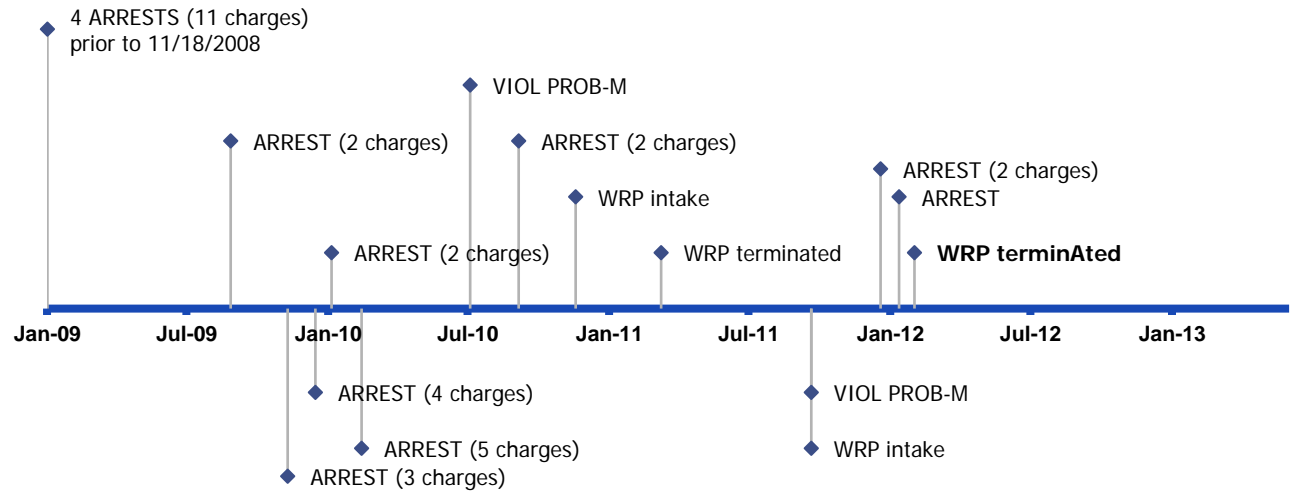 4 ARRESTS (11 charges)
prior to 11/18/2008
VIOL PROB-M
ARREST (2 charges)
ARREST (2 charges)
ARREST (2 charges)
WRP intake
ARREST
ARREST (2 charges)
WRP terminated
WRP terminAted
Jan-09
Jul-09
Jan-10
Jul-10
Jan-11
Jul-11
Jan-12
Jul-12
Jan-13
ARREST (4 charges)
VIOL PROB-M
ARREST (5 charges)
WRP intake
ARREST (3 charges)